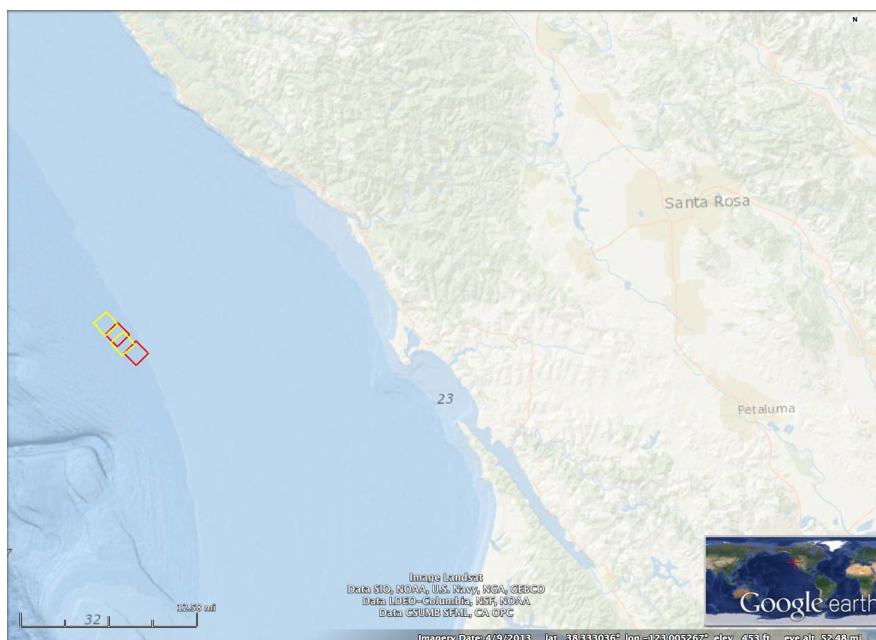 N
Santa Rosa
23
Petaluma
7
Image Landsat
Data SIO, NOAA, U.S. Navy, NGA, GEBCO
Data LDEO-Columbia, NSF, NOAA
Data CSUMB SFML, CA OPC
12.58 mi
32
Google earth
Imagery Date: 4/9/2013 lat 38.333036° lon -123.005267° elev 453 ft eye alt 52.48 mi